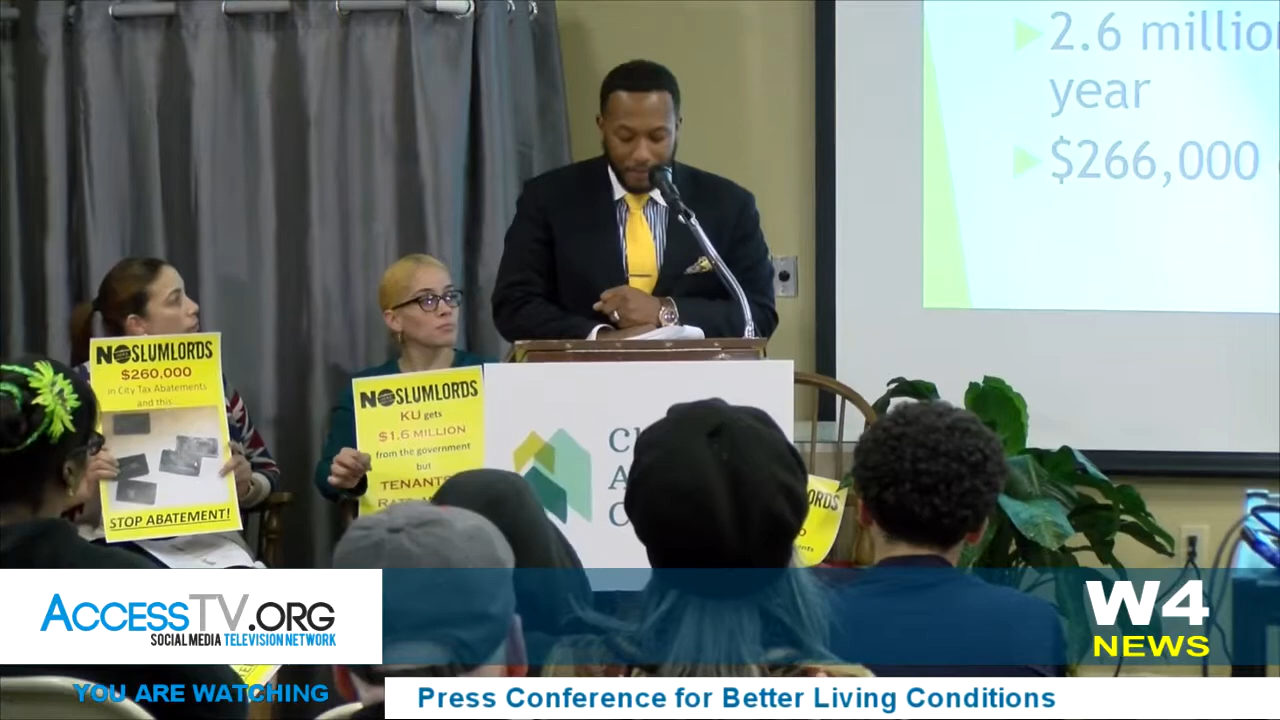 2.6 million
year
$266,000
NO SLUMLORDS
$260,000
in City Tax Abatements
and this...
STOP ABATEMENT!
NO SLUMLORDS
KU gets
$1.6 MILLION
from the government
but
TENANTS
ACCESSTV.ORG
SOCIAL MEDIA TELEVISION NETWORK
W4
NEWS
YOU ARE WATCHING
Press Conference for Better Living Conditions